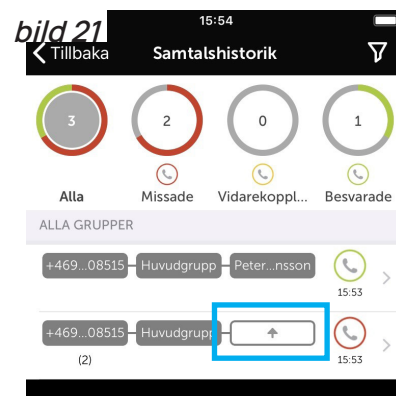 bild 21
15:54
Tillbaka Samtalshistorik
3 2 0 1
Alla Missade Vidarekoppl... Besvarade
ALLA GRUPPER
+469...08515 Huvudgrupp Peter...nsson
15:53
+469...08515 Huvudgrupp
(2) 15:53